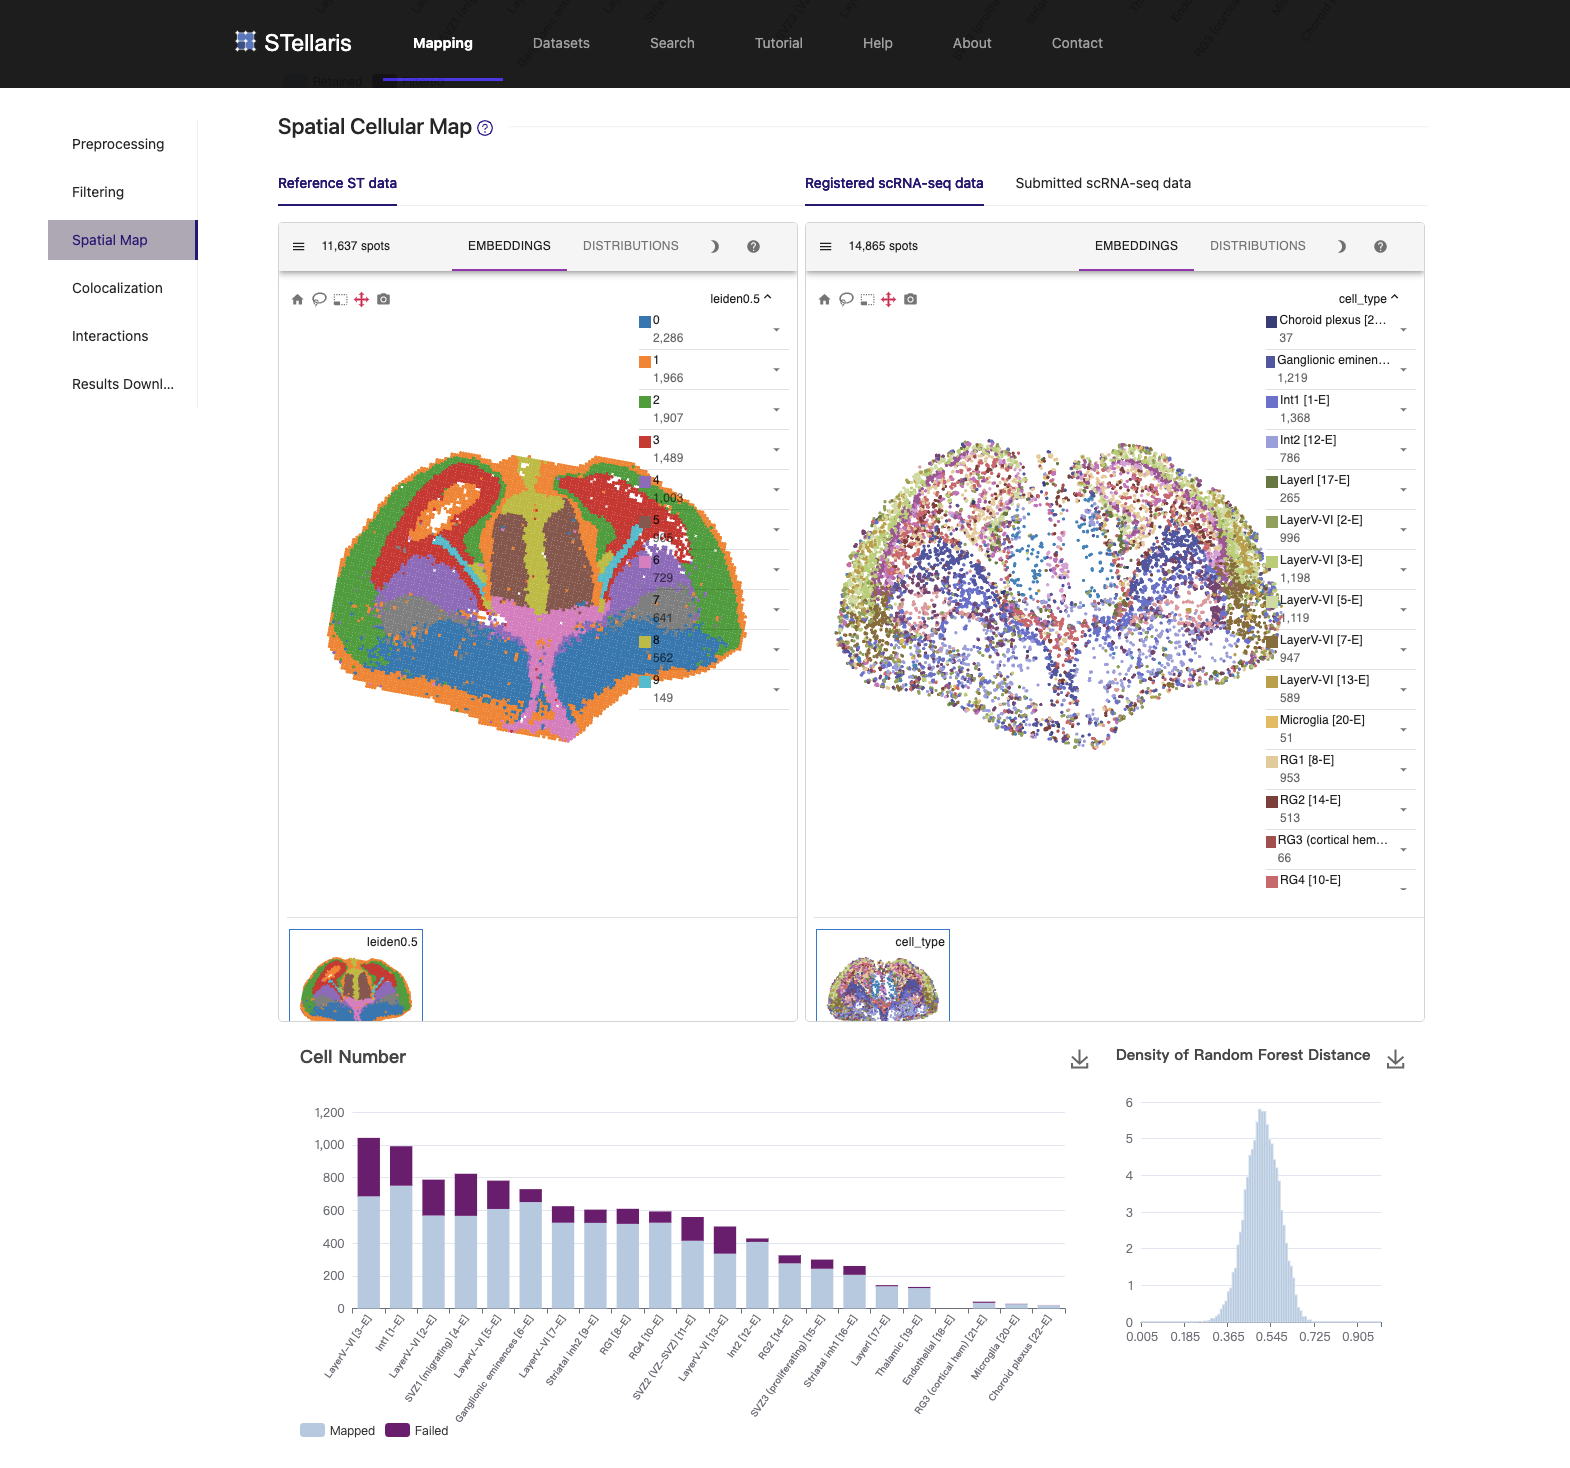 STellaris
Mapping
Datasets
Search
Tutorial
Help
About
Contact
Preprocessing
Filtering
Spatial Map
Colocalization
Interactions
Results Downl...
Spatial Cellular Map ?
Reference ST data
Registered scRNA-seq data
Submitted scRNA-seq data
11,637 spots
EMBEDDINGS
DISTRIBUTIONS
?
leiden0.5
0
2,286
1
1,966
2
1,907
3
1,489
4
1,003
5
905
6
729
7
641
8
562
9
149
leiden0.5
14,865 spots
EMBEDDINGS
DISTRIBUTIONS
?
cell_type
Choroid plexus [2...
37
Ganglionic eminen...
1,219
Int1 [1-E]
1,368
Int2 [12-E]
786
LayerI [17-E]
265
LayerV-VI [2-E]
996
LayerV-VI [3-E]
1,198
LayerV-VI [5-E]
1,119
LayerV-VI [7-E]
947
LayerV-VI [13-E]
589
Microglia [20-E]
51
RG1 [8-E]
953
RG2 [14-E]
513
RG3 (cortical hem...
66
RG4 [10-E]
cell_type
Cell Number
1,200
1,000
800
600
400
200
0
LayerV-VI [3-E]
Int1 [1-E]
LayerV-VI [2-E]
SVZ1 (migrating) [4-E]
LayerV-VI [5-E]
Ganglionic eminences [6-E]
LayerV-VI [7-E]
Striatal inh2 [9-E]
RG1 [8-E]
RG4 [10-E]
SVZ2 (VZ-SVZ) [11-E]
LayerV-VI [13-E]
Int2 [12-E]
RG2 [14-E]
SVZ3 (proliferating) [15-E]
Striatal inh1 [16-E]
LayerI [17-E]
Thalamic [19-E]
Endothelial [18-E]
RG3 (cortical hem) [21-E]
Microglia [20-E]
Choroid plexus [22-E]
Mapped
Failed
Density of Random Forest Distance
6
5
4
3
2
1
0
0.005
0.185
0.365
0.545
0.725
0.905